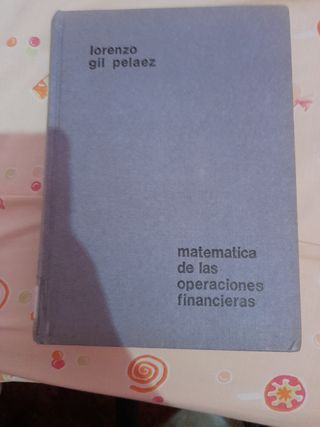 lorenzo
gil pelaez
matematica
de las
operaciones
financieras